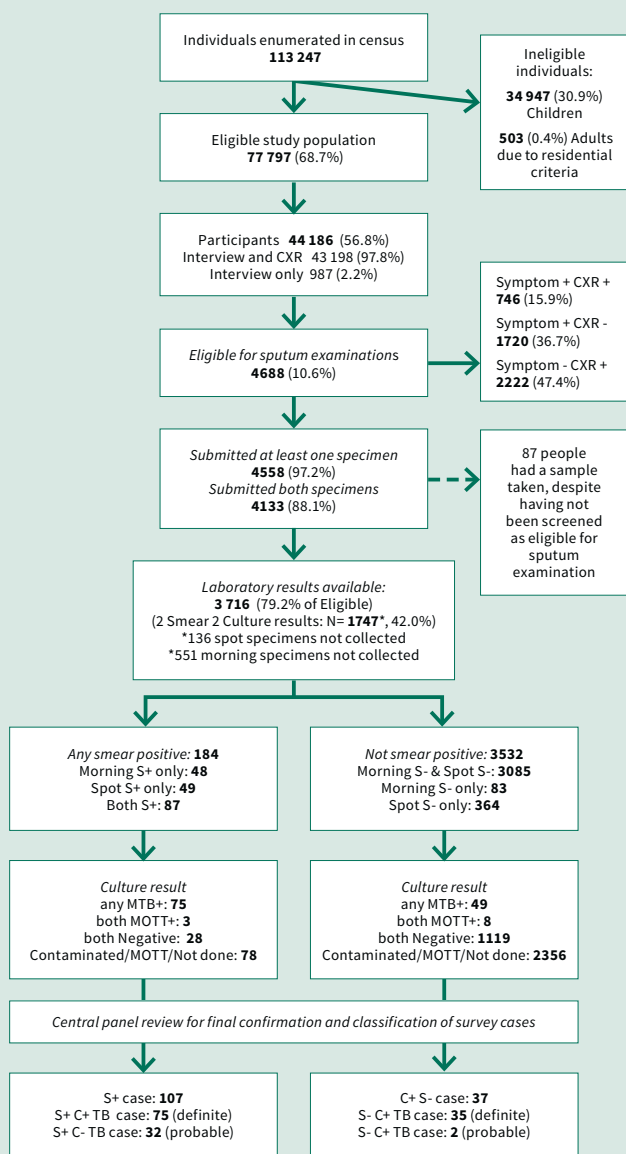 Individuals enumerated in census
113 247
Ineligible
individuals:
34 947 (30.9%)
Children
503 (0.4%) Adults
due to residential
criteria
Eligible study population
77 797 (68.7%)
Participants 44 186 (56.8%)
Interview and CXR 43 198 (97.8%)
Interview only 987 (2.2%)
Eligible for sputum examinations
4688 (10.6%)
Symptom + CXR +
746 (15.9%)
Symptom + CXR -
1720 (36.7%)
Symptom - CXR +
2222 (47.4%)
Submitted at least one specimen
4558 (97.2%)
Submitted both specimens
4133 (88.1%)
87 people
had a sample
taken, despite
having not
been screened
as eligible for
sputum
examination
Laboratory results available:
3 716 (79.2% of Eligible)
(2 Smear 2 Culture results: N= 1747*, 42.0%)
*136 spot specimens not collected
*551 morning specimens not collected
Any smear positive: 184
Morning S+ only: 48
Spot S+ only: 49
Both S+: 87
Not smear positive: 3532
Morning S- & Spot S-: 3085
Morning S- only: 83
Spot S- only: 364
Culture result
any MTB+: 75
both MOTT+: 3
both Negative: 28
Contaminated/MOTT/Not done: 78
Culture result
any MTB+: 49
both MOTT+: 8
both Negative: 1119
Contaminated/MOTT/Not done: 2356
Central panel review for final confirmation and classification of survey cases
S+ case: 107
S+ C+ TB case: 75 (definite)
S+ C- TB case: 32 (probable)
C+ S- case: 37
S- C+ TB case: 35 (definite)
S- C+ TB case: 2 (probable)